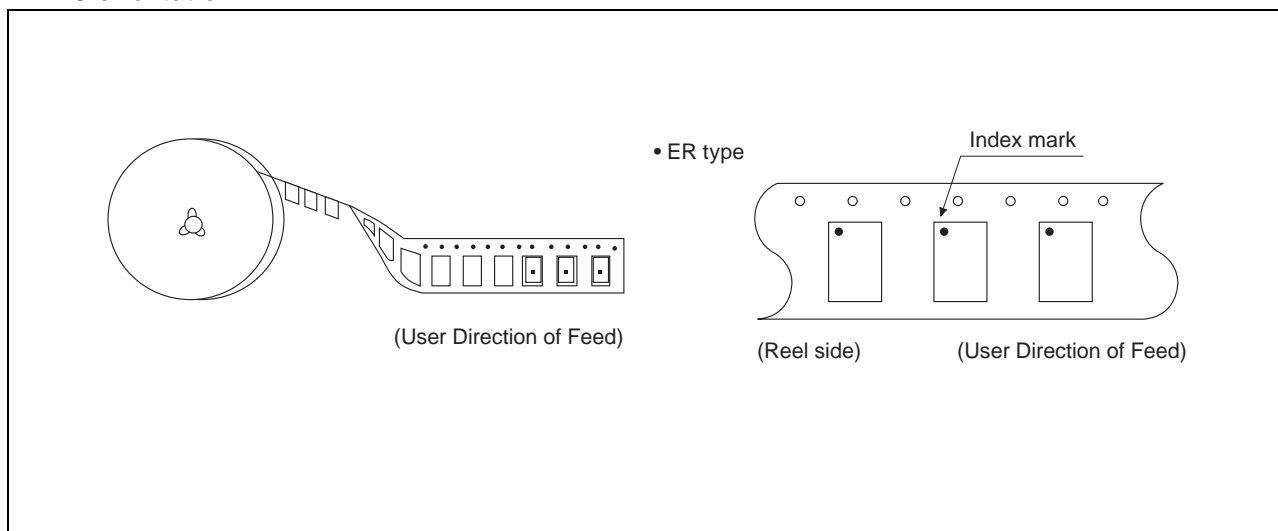 • ER type
Index mark
(User Direction of Feed)
(Reel side)
(User Direction of Feed)